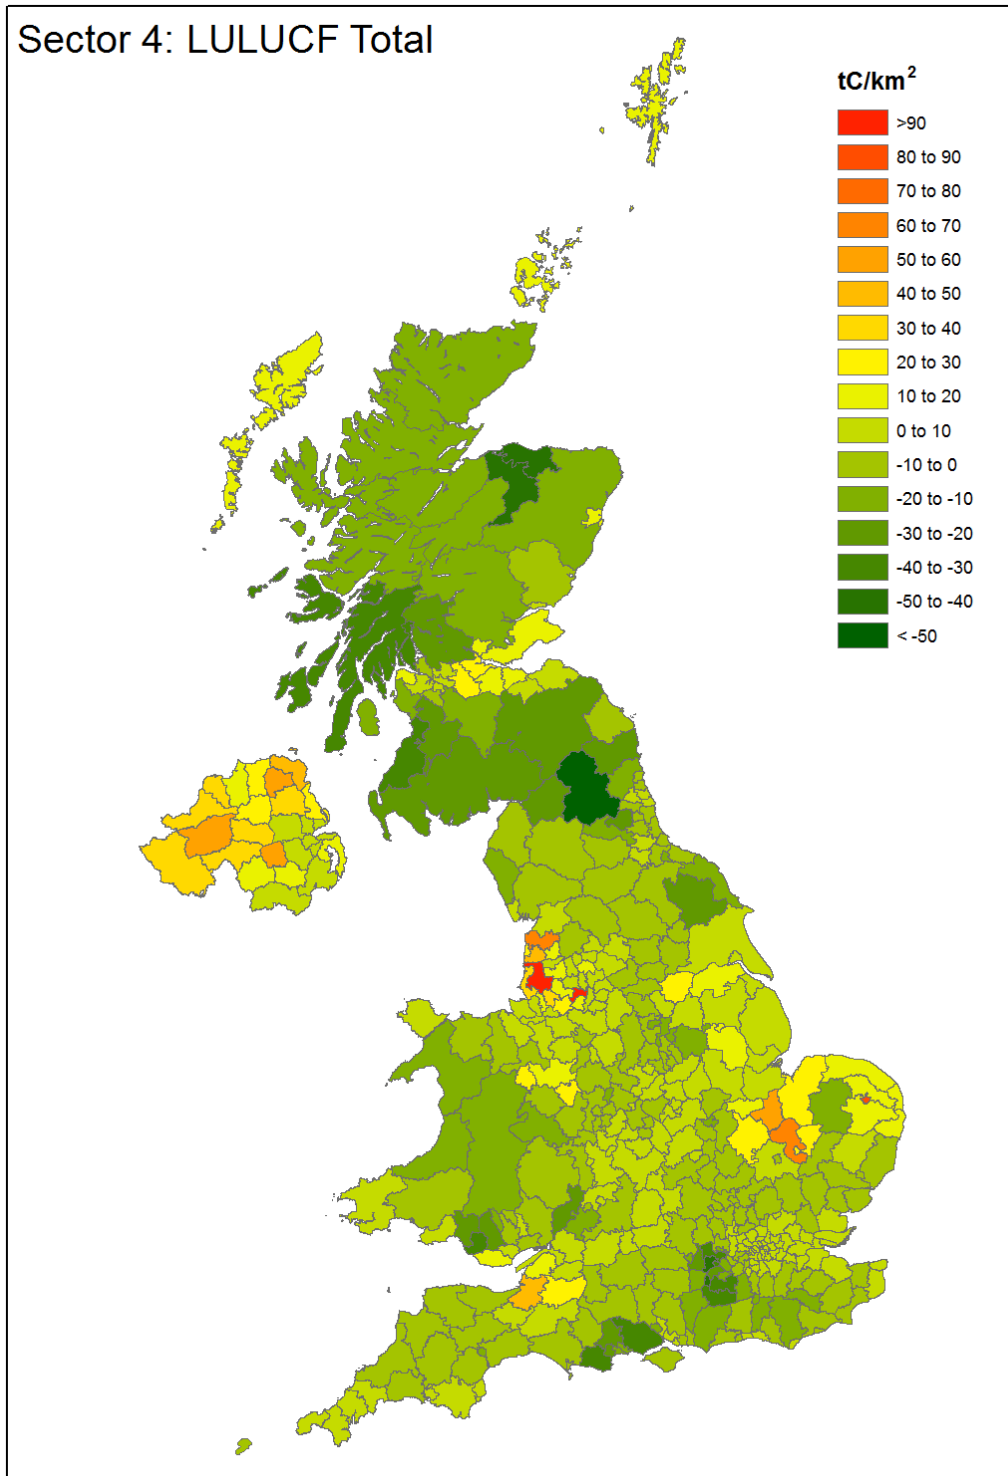 Sector 4: LULUCF Total
tC/km²
>90
80 to 90
70 to 80
60 to 70
50 to 60
40 to 50
30 to 40
20 to 30
10 to 20
0 to 10
-10 to 0
-20 to -10
-30 to -20
-40 to -30
-50 to -40
< -50